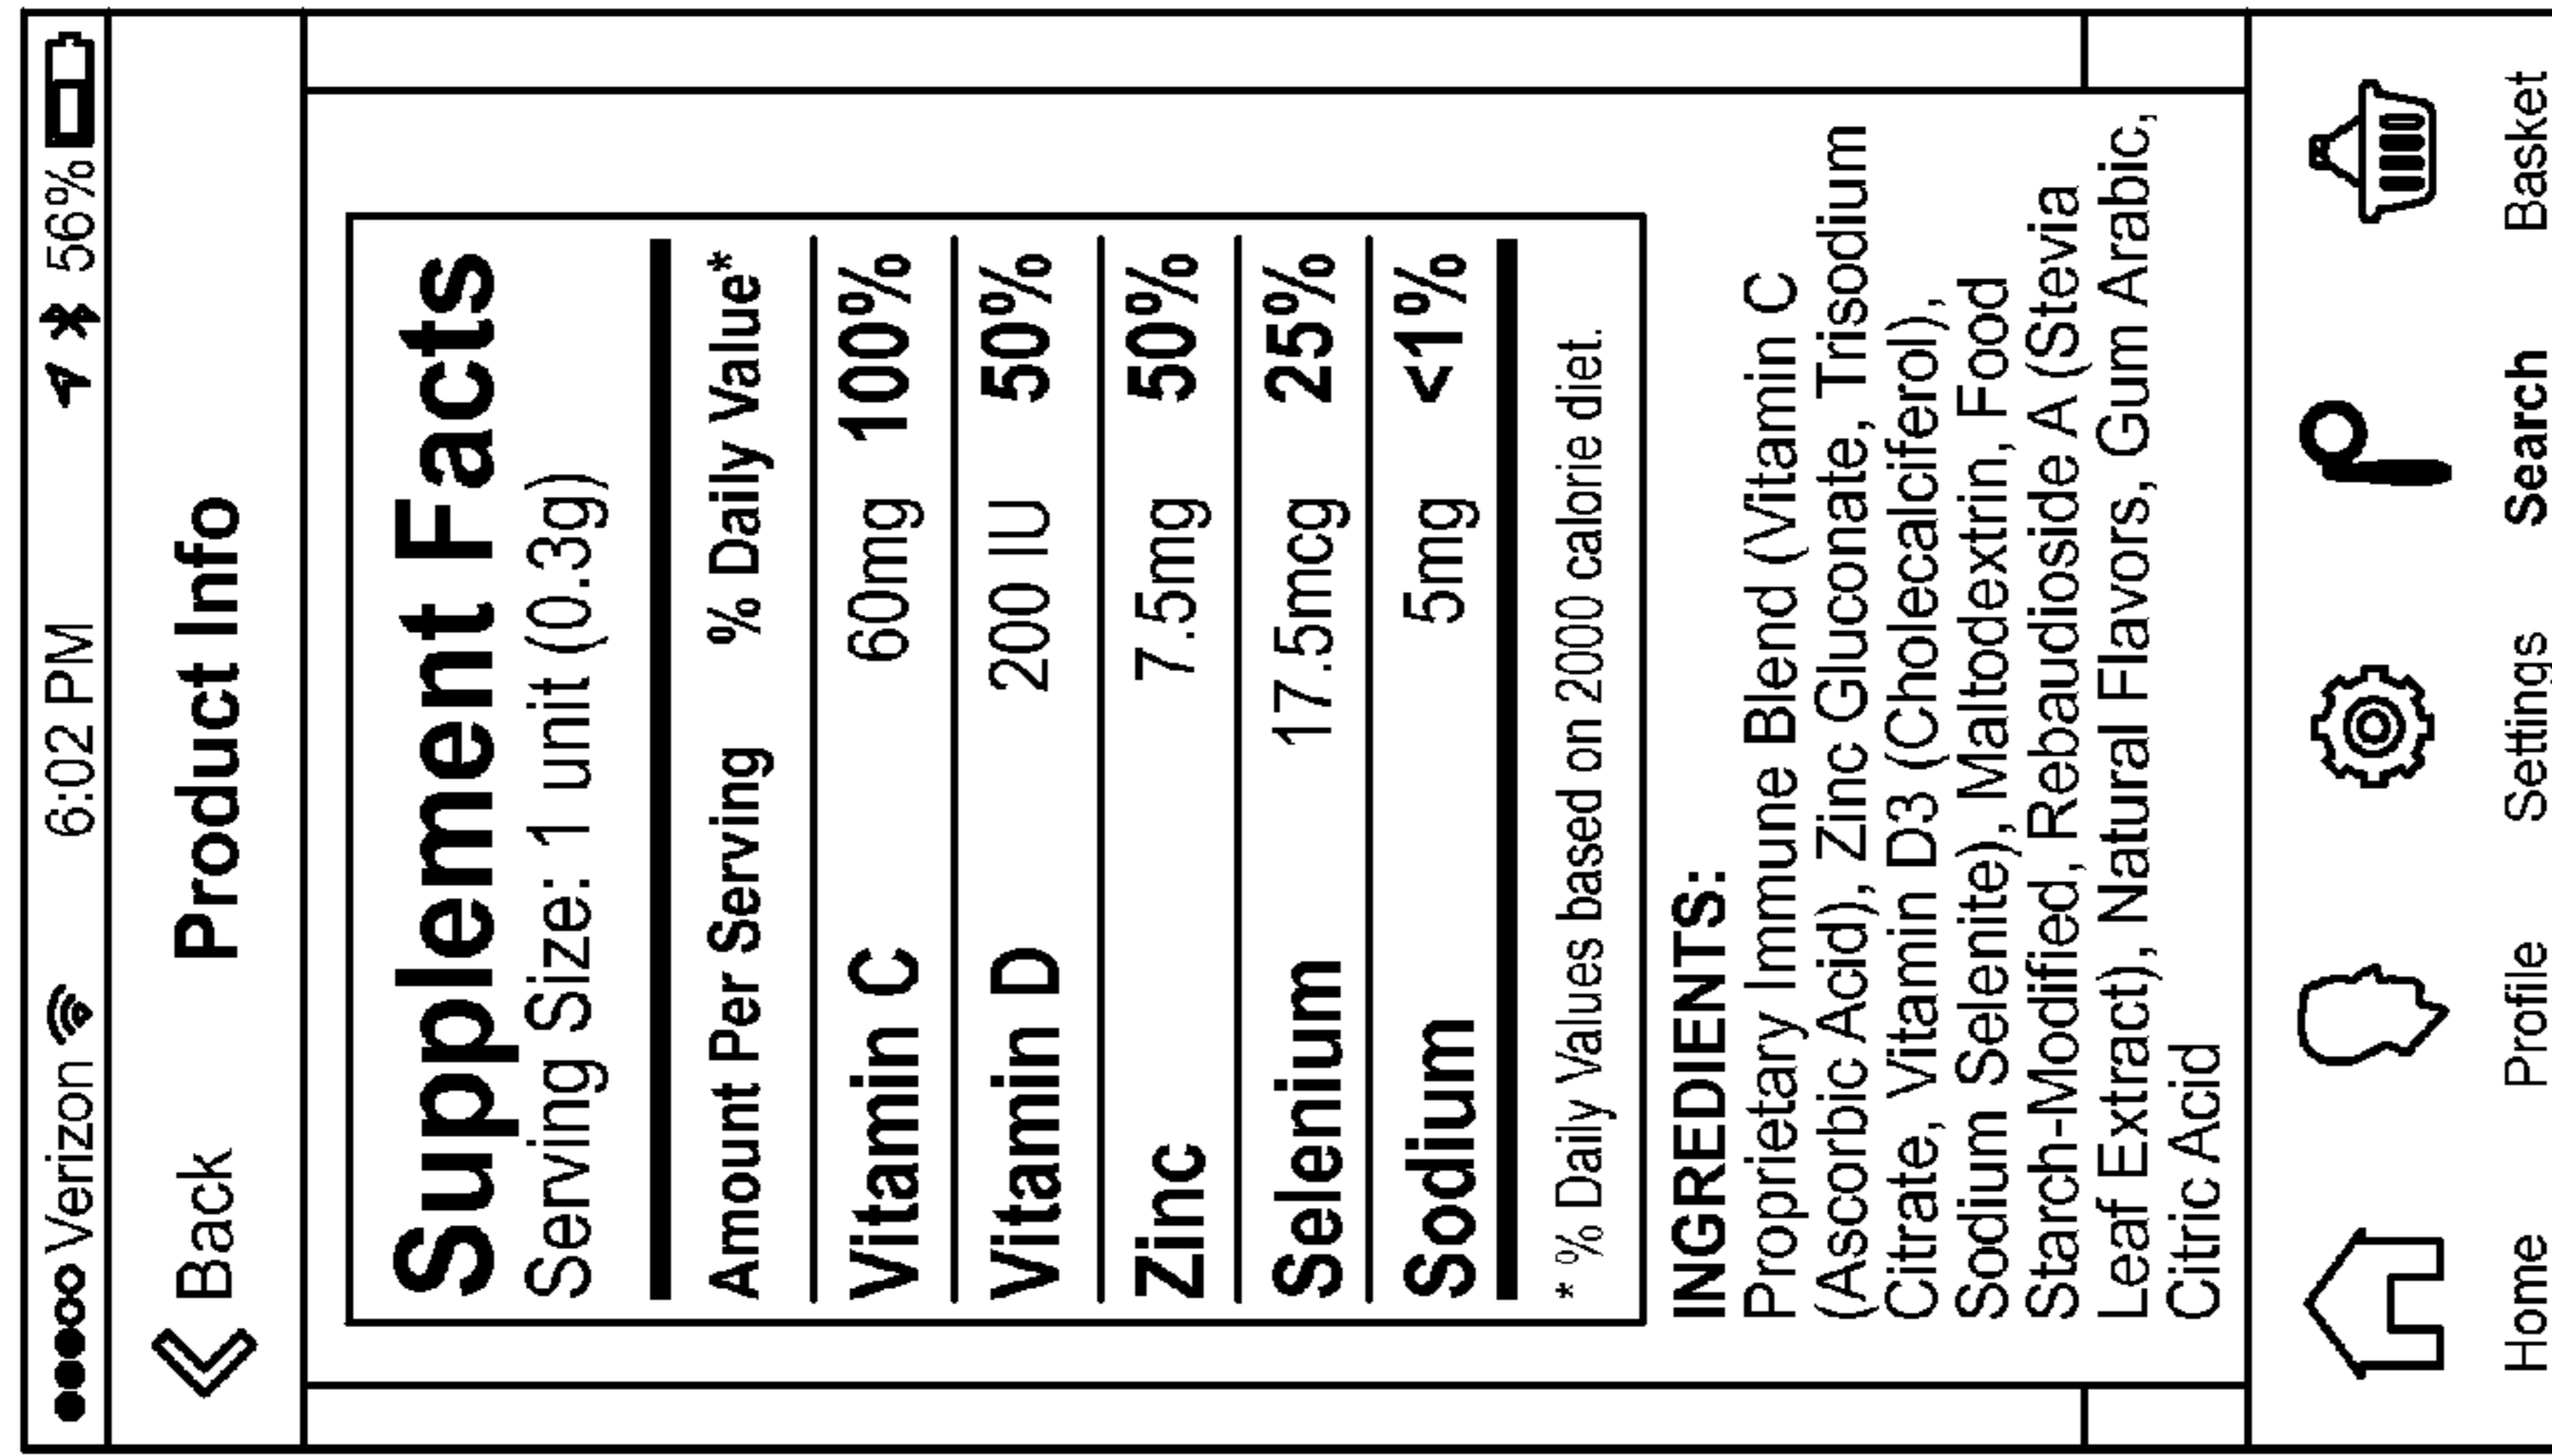 Verizon 6:02 PM 56%
Back Product Info
Supplement Facts
Serving Size: 1 unit (0.3g)
Amount Per Serving % Daily Value*
Vitamin C 60mg 100%
Vitamin D 200 IU 50%
Zinc 7.5mg 50%
Selenium 17.5mcg 25%
Sodium 5mg <1%
* % Daily Values based on 2000 calorie diet.
INGREDIENTS:
Proprietary Immune Blend (Vitamin C
(Ascorbic Acid), Zinc Gluconate, Trisodium
Citrate, Vitamin D3 (Cholecalciferol),
Sodium Selenite), Maltodextrin, Food
Starch-Modified, Rebaudioside A (Stevia
Leaf Extract), Natural Flavors, Gum Arabic,
Citric Acid
Home Profile Settings Search Basket